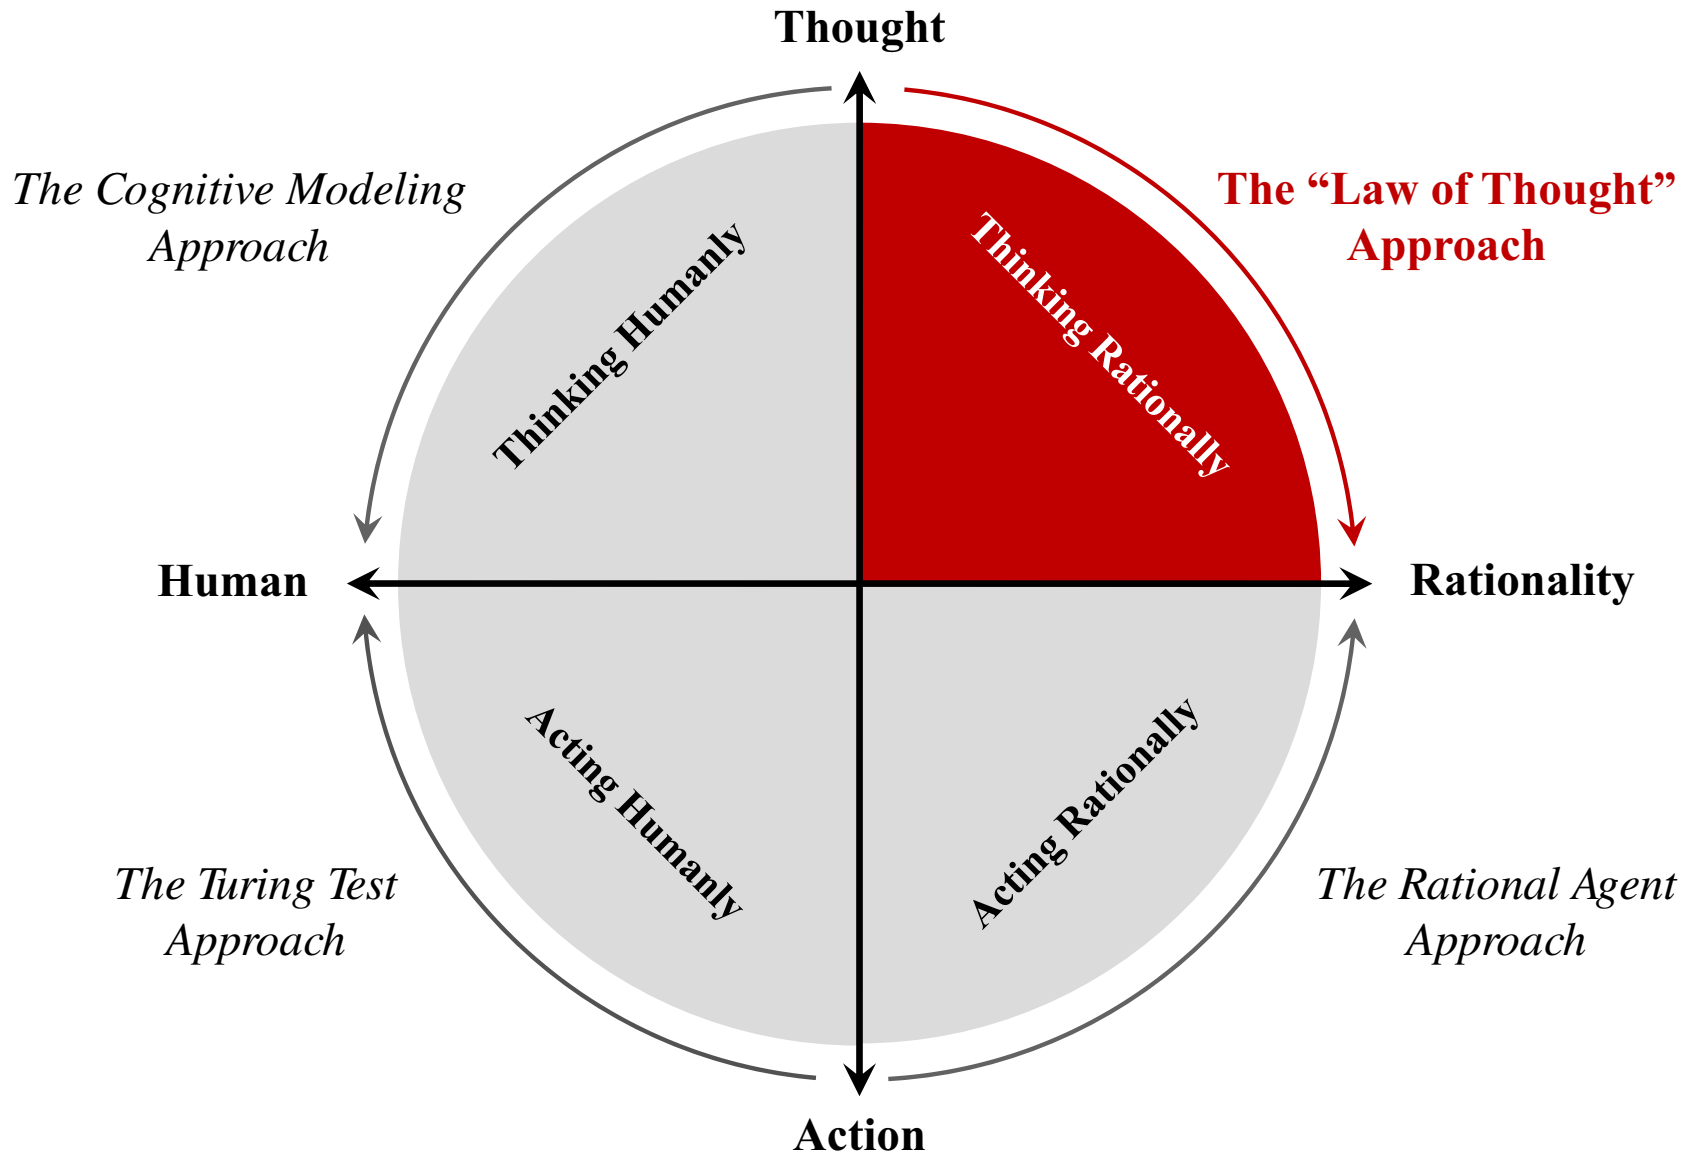 Thought
The Cognitive Modeling
Approach
The “Law of Thought”
Approach
Thinking Humanly
Thinking Rationally
Human
Rationality
Acting Humanly
Acting Rationally
The Turing Test
Approach
The Rational Agent
Approach
Action